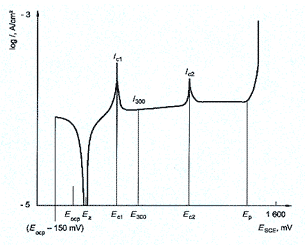 - 3
log I, A/cm²
Ic1
Ic2
I300
- 5
Eocp Ea Ec1 E300 Ec2 Ep 1 600
(Eocp – 150 mV) ESCE, mV